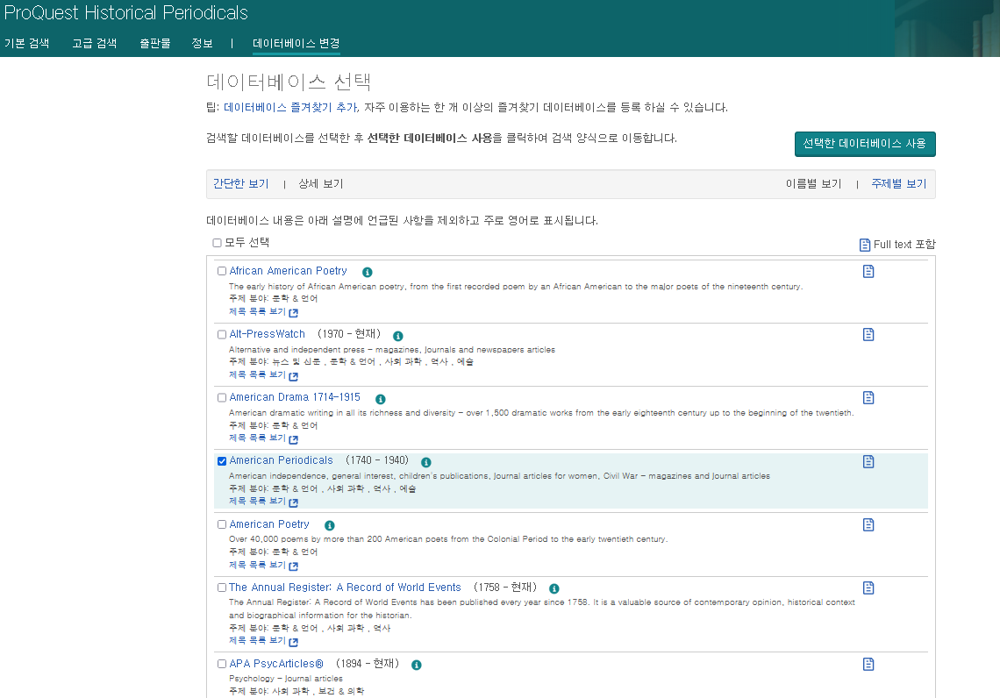 ProQuest Historical Periodicals
기본 검색 고급 검색 출판물 정보 | 데이터베이스 변경
데이터베이스 선택
팁: 데이터베이스 즐겨찾기 추가, 자주 이용하는 한 개 이상의 즐겨찾기 데이터베이스를 등록 하실 수 있습니다.
검색할 데이터베이스를 선택한 후 선택한 데이터베이스 사용을 클릭하여 검색 양식으로 이동합니다.
선택한 데이터베이스 사용
간단한 보기 | 상세 보기 이름별 보기 | 주제별 보기
데이터베이스 내용은 아래 설명에 언급된 사항을 제외하고 주로 영어로 표시됩니다.
모두 선택 Full text 포함
African American Poetry
The early history of African American poetry, from the first recorded poem by an African American to the major poets of the nineteenth century.
주제 분야: 문학 & 언어
제목 목록 보기
Alt-PressWatch (1970 - 현재)
Alternative and independent press – magazines, journals and newspapers articles
주제 분야: 뉴스 및 신문 , 문학 & 언어 , 사회 과학 , 역사 , 예술
제목 목록 보기
American Drama 1714-1915
American dramatic writing in all its richness and diversity – over 1,500 dramatic works from the early eighteenth century up to the beginning of the twentieth.
주제 분야: 문학 & 언어
제목 목록 보기
American Periodicals (1740 - 1940)
American independence, general interest, children's publications, journal articles for women, Civil War – magazines and journal articles
주제 분야: 문학 & 언어 , 사회 과학 , 역사 , 예술
제목 목록 보기
American Poetry
Over 40,000 poems by more than 200 American poets from the Colonial Period to the early twentieth century.
주제 분야: 문학 & 언어
제목 목록 보기
The Annual Register: A Record of World Events (1758 - 현재)
The Annual Register: A Record of World Events has been published every year since 1758. It is a valuable source of contemporary opinion, historical context
and biographical information for the historian.
주제 분야: 문학 & 언어 , 사회 과학 , 역사
제목 목록 보기
APA PsycArticles® (1894 - 현재)
Psychology – journal articles
주제 분야: 사회 과학 , 보건 & 의학